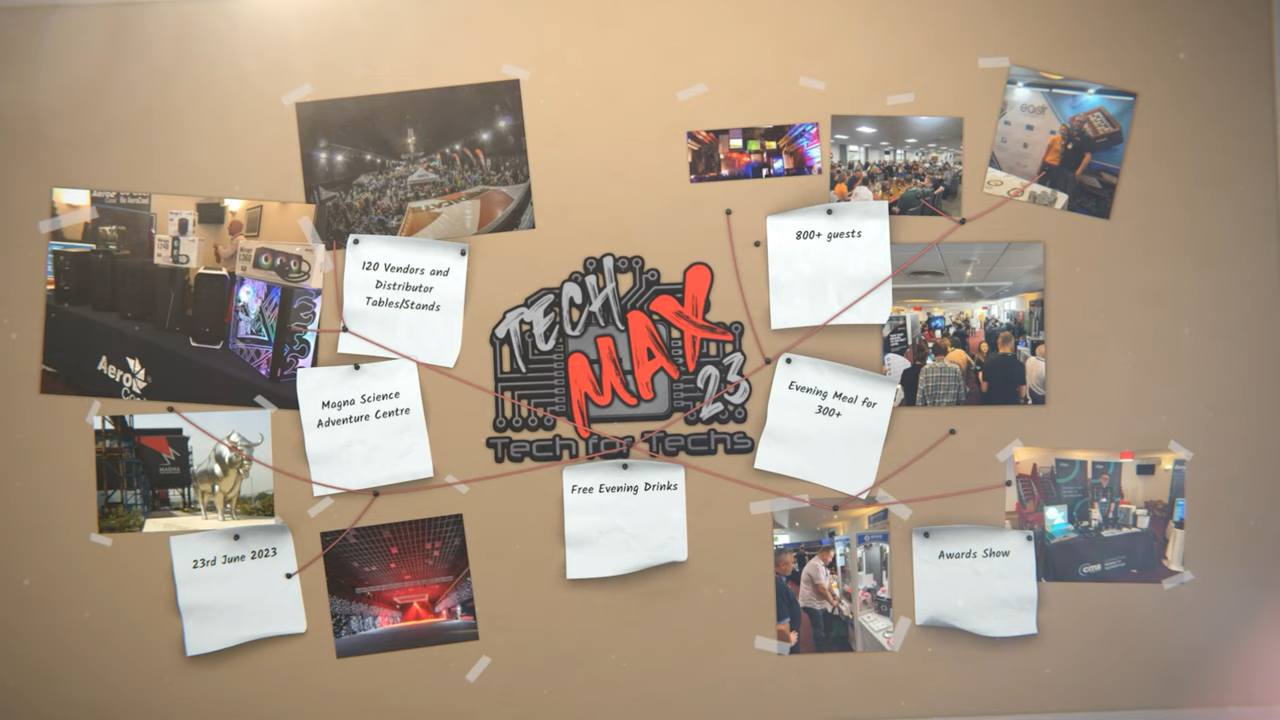 TECH
MAX
23
Tech for Techs
120 Vendors and
Distributor
Tables/Stands
Magna Science
Adventure Centre
23rd June 2023
Free Evening Drinks
800+ guests
Evening Meal for
300+
Awards Show
Aero
MAGNA
cms